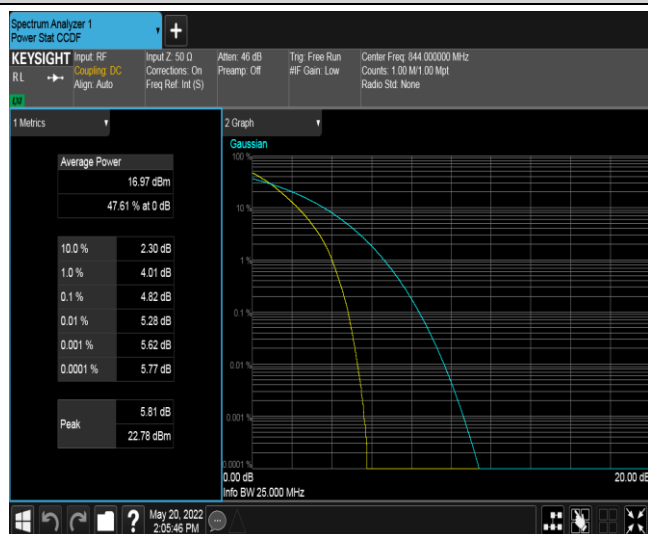 Spectrum Analyzer 1
Power Stat CCDF
+
KEYSIGHT
RL
LXI
Input: RF
Coupling: DC
Align: Auto
Input Z: 50 Ω
Corrections: On
Freq Ref: Int (S)
Atten: 46 dB
Preamp: Off
Trig: Free Run
#IF Gain: Low
Center Freq: 844.000000 MHz
Counts: 1.00 M/1.00 Mpt
Radio Std: None
1 Metrics
Average Power
16.97 dBm
47.61 % at 0 dB
10.0 % 2.30 dB
1.0 % 4.01 dB
0.1 % 4.82 dB
0.01 % 5.28 dB
0.001 % 5.62 dB
0.0001 % 5.77 dB
Peak
5.81 dB
22.78 dBm
2 Graph
Gaussian
100 %
10 %
1 %
0.1 %
0.01 %
0.001 %
0.0001 %
0.00 dB
20.00 dB
Info BW 25.000 MHz
?
May 20, 2022
2:05:46 PM